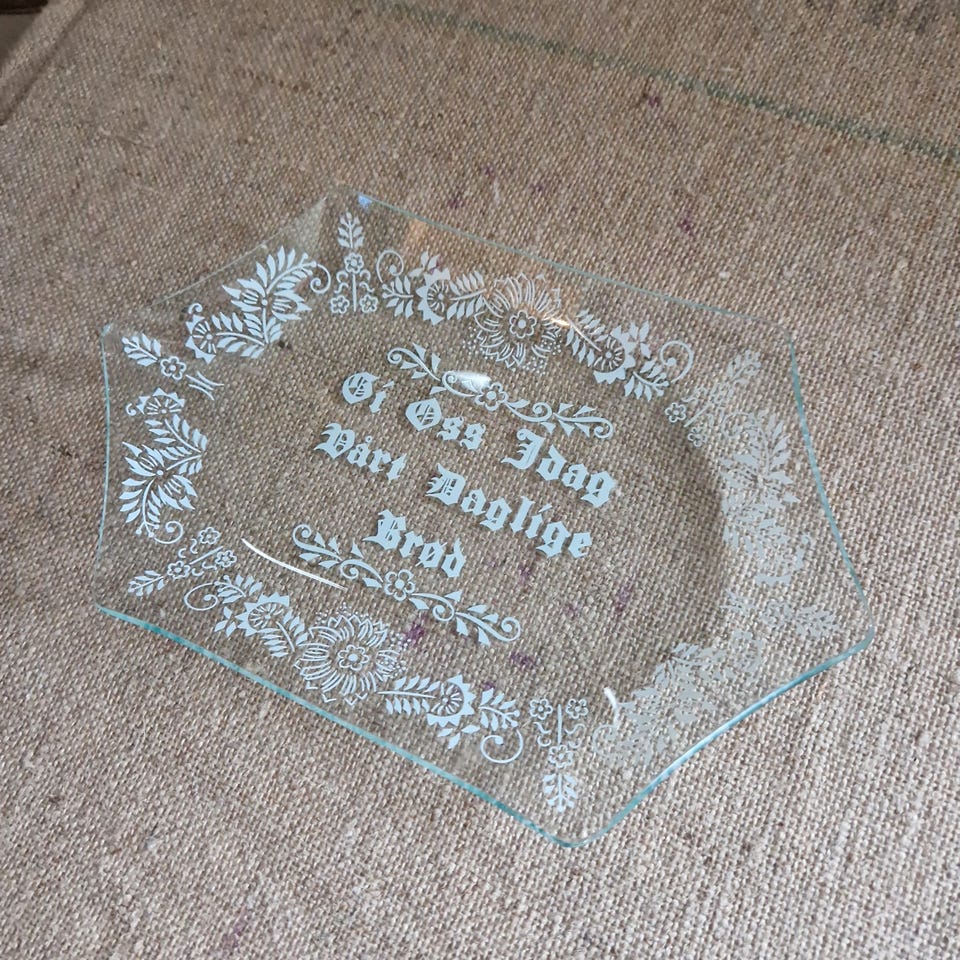 Gi Oss Idag
Vårt Daglige
Brød